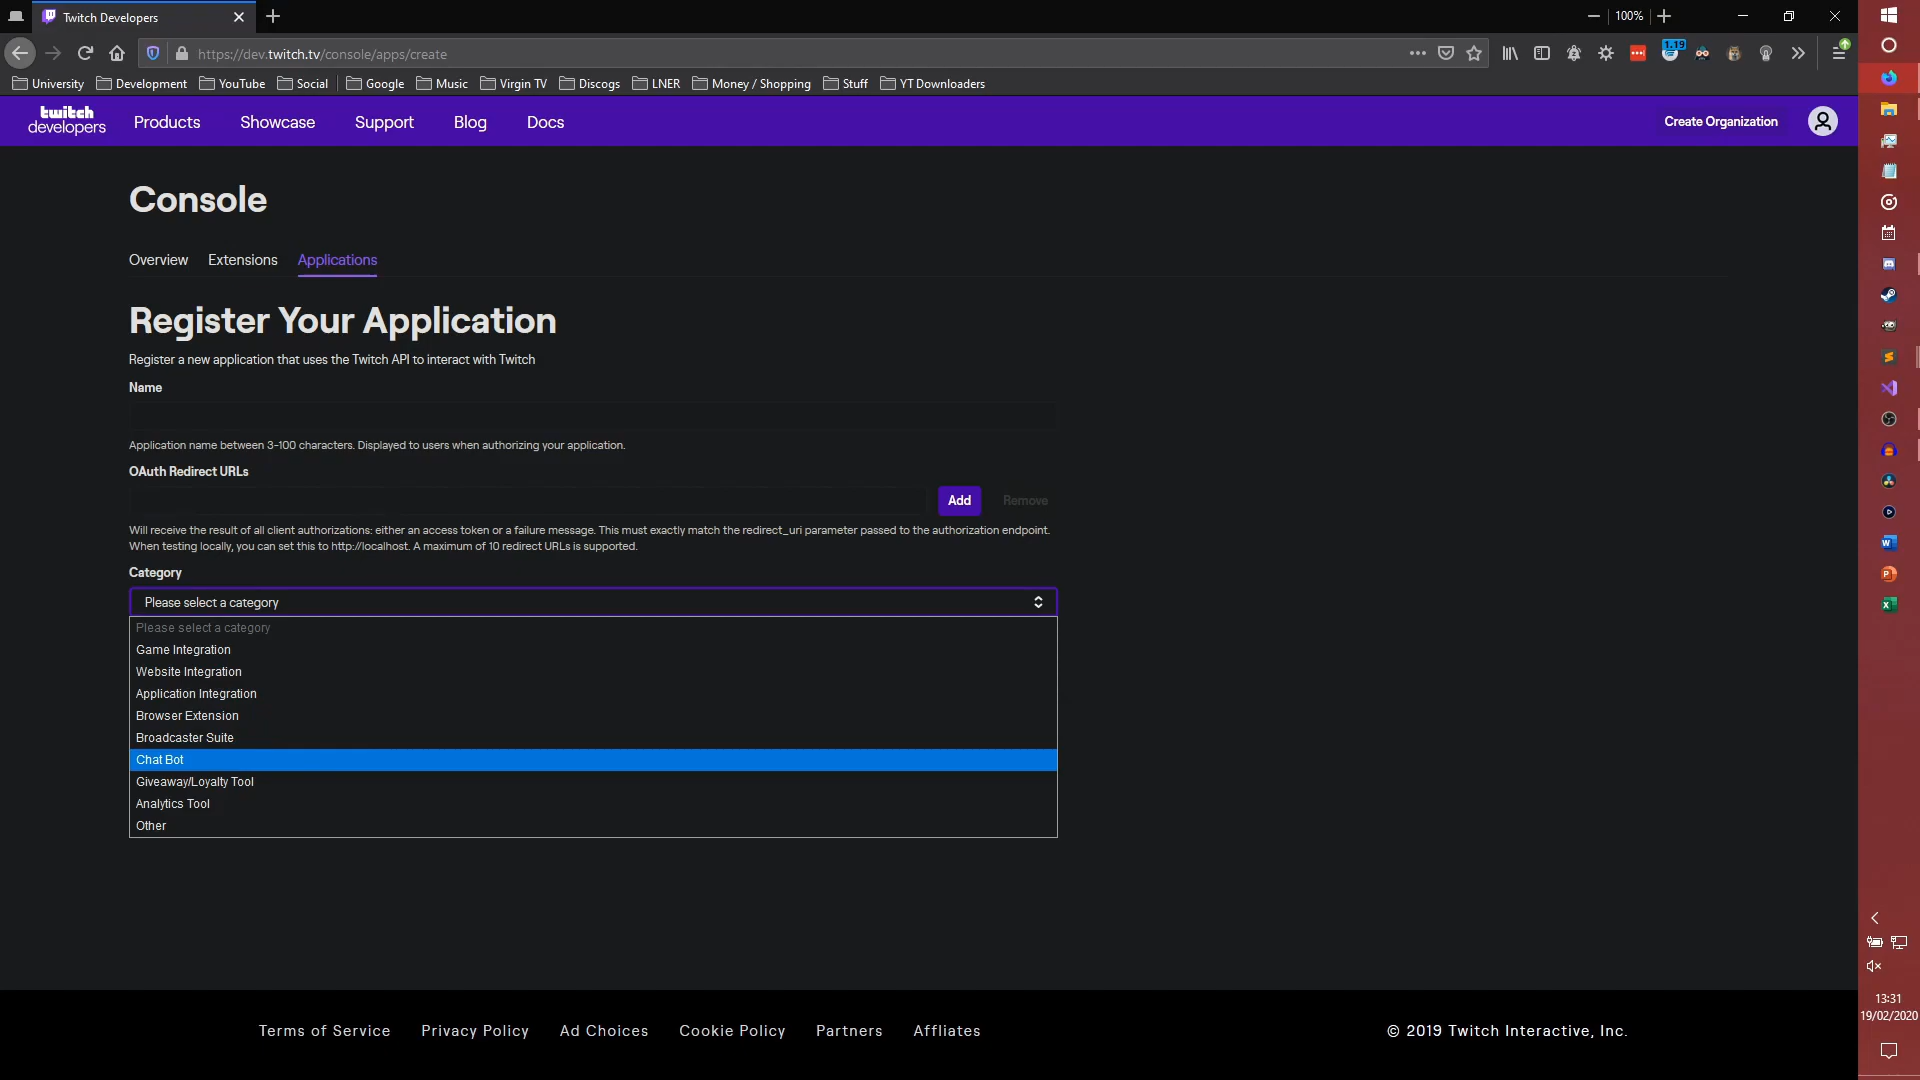 Twitch Developers
100%
https://dev.twitch.tv/console/apps/create
1.19
University
Development
YouTube
Social
Google
Music
Virgin TV
Discogs
LNER
Money / Shopping
Stuff
YT Downloaders
twitch
developers
Products
Showcase
Support
Blog
Docs
Create Organization
Console
Overview
Extensions
Applications
Register Your Application
Register a new application that uses the Twitch API to interact with Twitch
Name
Application name between 3-100 characters. Displayed to users when authorizing your application.
OAuth Redirect URLs
Add
Remove
Will receive the result of all client authorizations: either an access token or a failure message. This must exactly match the redirect_uri parameter passed to the authorization endpoint.
When testing locally, you can set this to http://localhost. A maximum of 10 redirect URLs is supported.
Category
Please select a category
Please select a category
Game Integration
Website Integration
Application Integration
Browser Extension
Broadcaster Suite
Chat Bot
Giveaway/Loyalty Tool
Analytics Tool
Other
Terms of Service
Privacy Policy
Ad Choices
Cookie Policy
Partners
Affliates
© 2019 Twitch Interactive, Inc.
13:31
19/02/2020